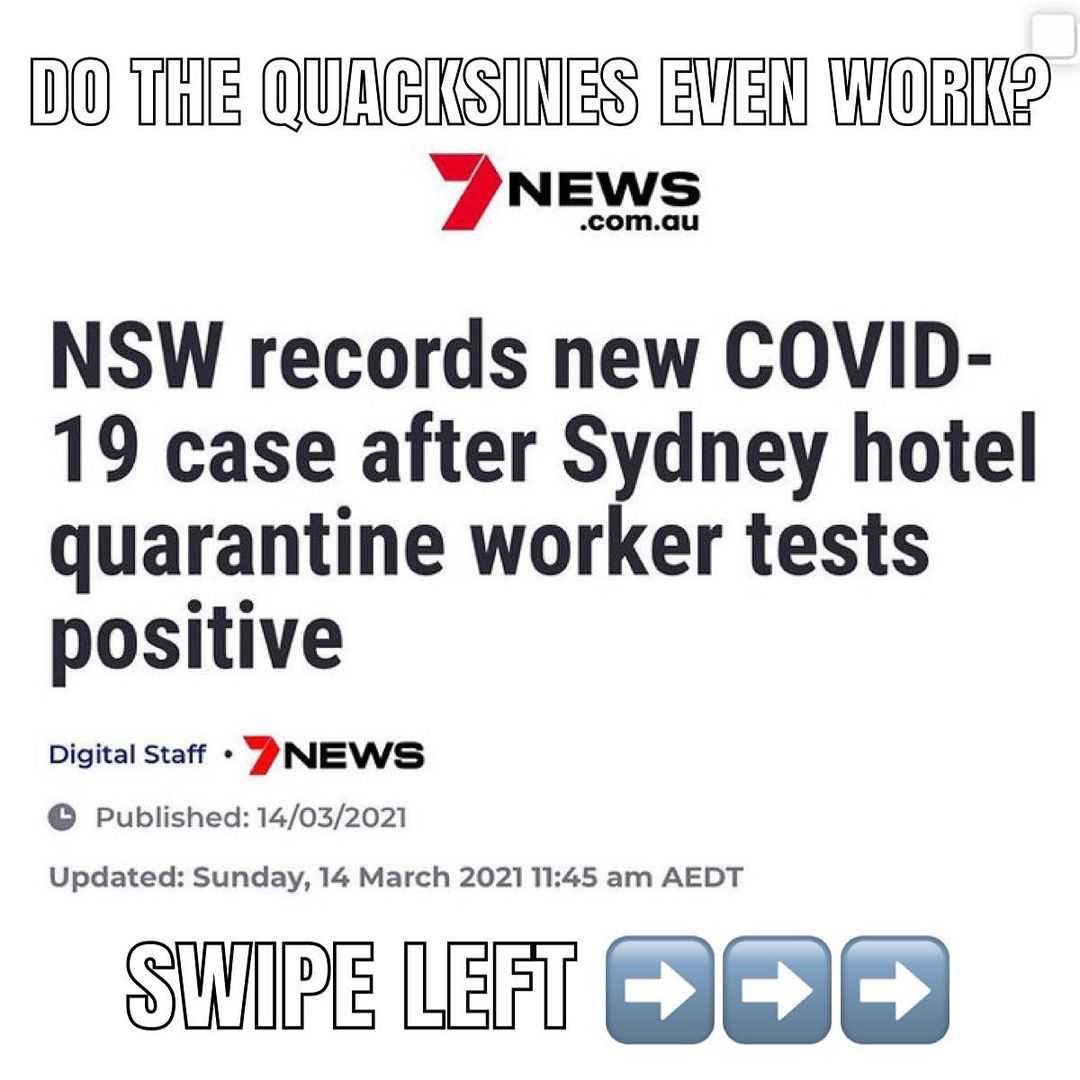 DO THE QUACKSINES EVEN WORK?
7NEWS
.com.au
NSW records new COVID-
19 case after Sydney hotel
quarantine worker tests
positive
Digital Staff • 7NEWS
Published: 14/03/2021
Updated: Sunday, 14 March 2021 11:45 am AEDT
SWIPE LEFT ➡️➡️➡️